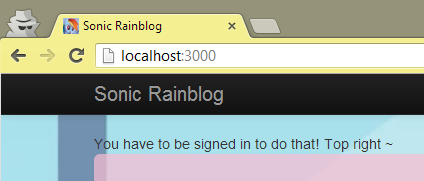 Sonic Rainblog
localhost:3000
Sonic Rainblog
You have to be signed in to do that! Top right ~